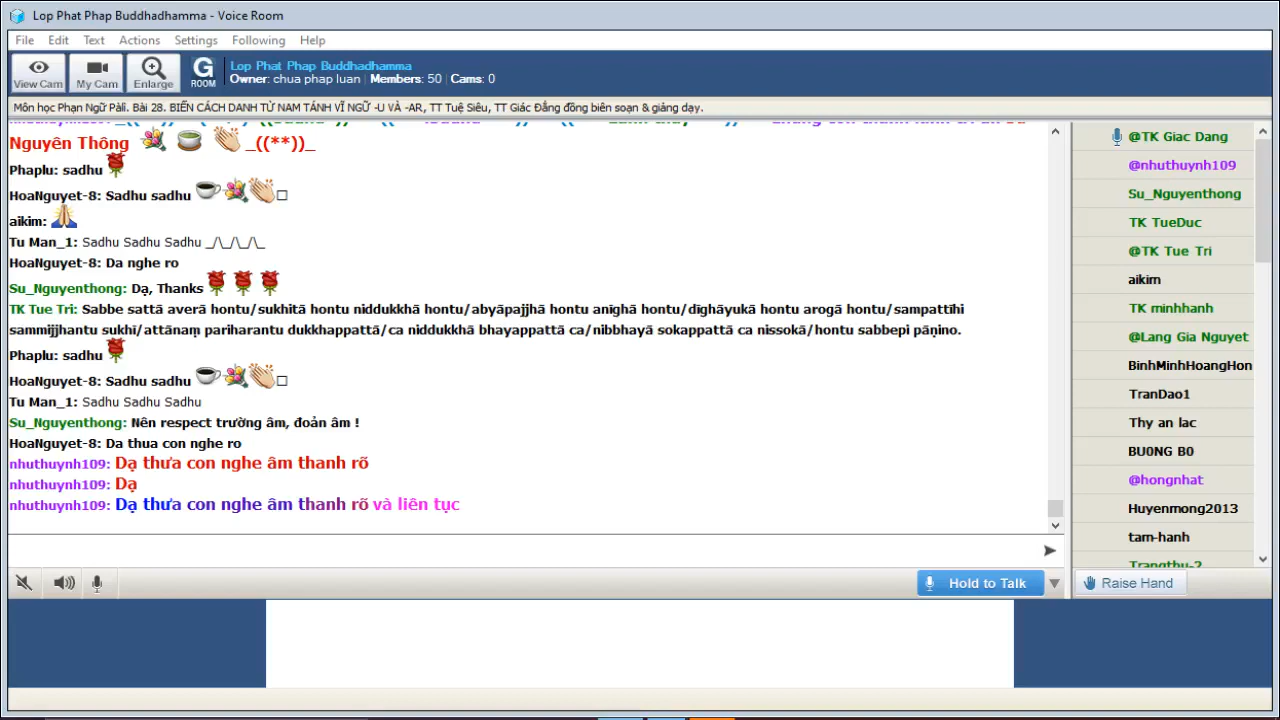 Lop Phat Phap Buddhadhamma - Voice Room
File Edit Text Actions Settings Following Help
View Cam My Cam Enlarge G ROOM
Lop Phat Phap Buddhadhamma
Owner: chua phap luan | Members: 50 | Cams: 0
Môn học Phạn Ngữ Pàli. Bài 28. BIẾN CÁCH DANH TỪ NAM TÁNH VĨ NGỮ -U VÀ -AR, TT Tuệ Siêu, TT Giác Đẳng đồng biên soạn & giảng dạy.
Nguyên Thông _((**))_
Phaplu: sadhu
HoaNguyet-8: Sadhu sadhu
aikim:
Tu Man_1: Sadhu Sadhu Sadhu _/\_/\_/\_
HoaNguyet-8: Da nghe ro
Su_Nguyenthong: Dạ, Thanks
TK Tue Tri: Sabbe sattā averā hontu/sukhitā hontu niddukkhā hontu/abyāpajjhā hontu anīghā hontu/dīghāyukā hontu arogā hontu/sampattīhi
sammijjhantu sukhī/attānaṃ pariharantu dukkhappattā/ca niddukkhā bhayappattā ca/nibbhayā sokappattā ca nissokā/hontu sabbepi pāṇino.
Phaplu: sadhu
HoaNguyet-8: Sadhu sadhu
Tu Man_1: Sadhu Sadhu Sadhu
Su_Nguyenthong: Nên respect trường âm, đoản âm !
HoaNguyet-8: Da thua con nghe ro
nhuthuynh109: Dạ thưa con nghe âm thanh rõ
nhuthuynh109: Dạ
nhuthuynh109: Dạ thưa con nghe âm thanh rõ và liên tục
Hold to Talk
@TK Giac Dang
@nhuthuynh109
Su_Nguyenthong
TK TueDuc
@TK Tue Tri
aikim
TK minhhanh
@Lang Gia Nguyet
BinhMinhHoangHon
TranDao1
Thy an lac
BU0NG B0
@hongnhat
Huyenmong2013
tam-hanh
Trangthu-2
Raise Hand